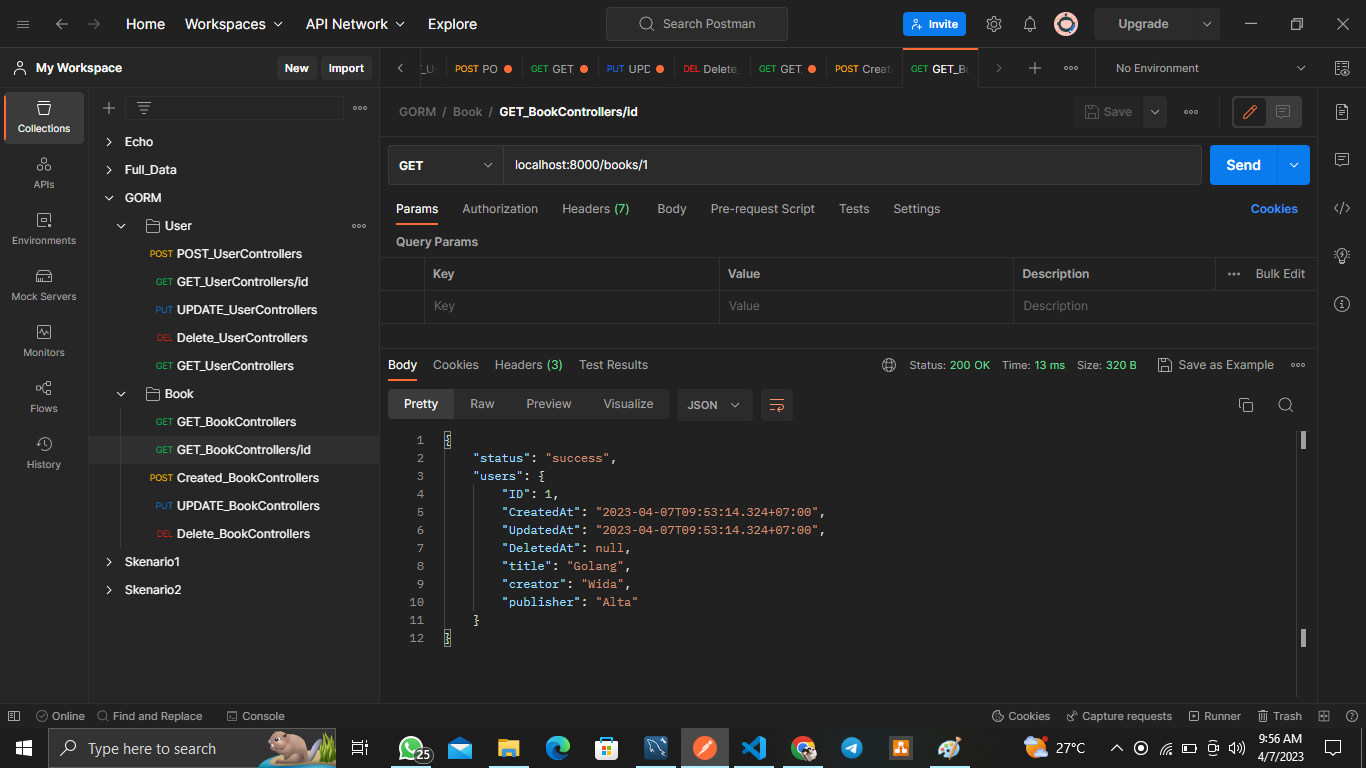 Home Workspaces API Network Explore Search Postman Invite Upgrade
My Workspace New Import
POST PO GET GET, PUT UPD DEL Delete_ GET GET, POST Creat GET GET_B No Environment
Collections
APIs
Environments
Mock Servers
Monitors
Flows
History
Echo
Full_Data
GORM
User
POST POST_UserControllers
GET GET_UserControllers/id
PUT UPDATE_UserControllers
DEL Delete_UserControllers
GET GET_UserControllers
Book
GET GET_BookControllers
GET GET_BookControllers/id
POST Created_BookControllers
PUT UPDATE_BookControllers
DEL Delete_BookControllers
Skenario1
Skenario2
GORM / Book / GET_BookControllers/id Save
GET localhost:8000/books/1 Send
Params Authorization Headers (7) Body Pre-request Script Tests Settings Cookies
Query Params
Key Value Description Bulk Edit
Key Value Description
Body Cookies Headers (3) Test Results Status: 200 OK Time: 13 ms Size: 320 B Save as Example
Pretty Raw Preview Visualize JSON
1 {
2 "status": "success",
3 "users": {
4 "ID": 1,
5 "CreatedAt": "2023-04-07T09:53:14.324+07:00",
6 "UpdatedAt": "2023-04-07T09:53:14.324+07:00",
7 "DeletedAt": null,
8 "title": "Golang",
9 "creator": "Wida",
10 "publisher": "Alta"
11 }
12 }
Online Find and Replace Console Cookies Capture requests Runner Trash
Type here to search 25 27°C 9:56 AM
4/7/2023